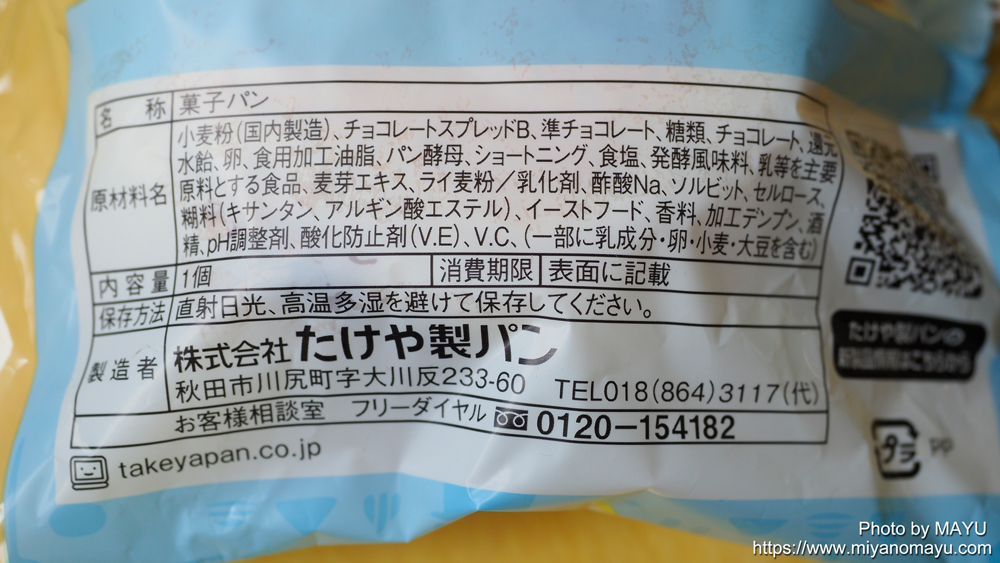 名称 菓子パン
原材料名 小麦粉(国内製造)、チョコレートスプレッドB、準チョコレート、糖類、チョコレート、還元
水飴、卵、食用加工油脂、パン酵母、ショートニング、食塩、発酵風味料、乳等を主要
原料とする食品、麦芽エキス、ライ麦粉/乳化剤、酢酸Na、ソルビット、セルロース、
糊料(キサンタン、アルギン酸エステル)、イーストフード、香料、加工デンプン、酒
精、pH調整剤、酸化防止剤(V.E)、V.C、(一部に乳成分・卵・小麦・大豆を含む)
内容量 1個 消費期限 表面に記載
保存方法 直射日光、高温多湿を避けて保存してください。
製造者 株式会社たけや製パン
秋田市川尻町字大川反233-60 TEL018(864)3117(代)
お客様相談室 フリーダイヤル 0120-154182
takeyapan.co.jp
たけや製パンの
こちらから
プラ PP
Photo by MAYU
https://www.miyanomayu.com